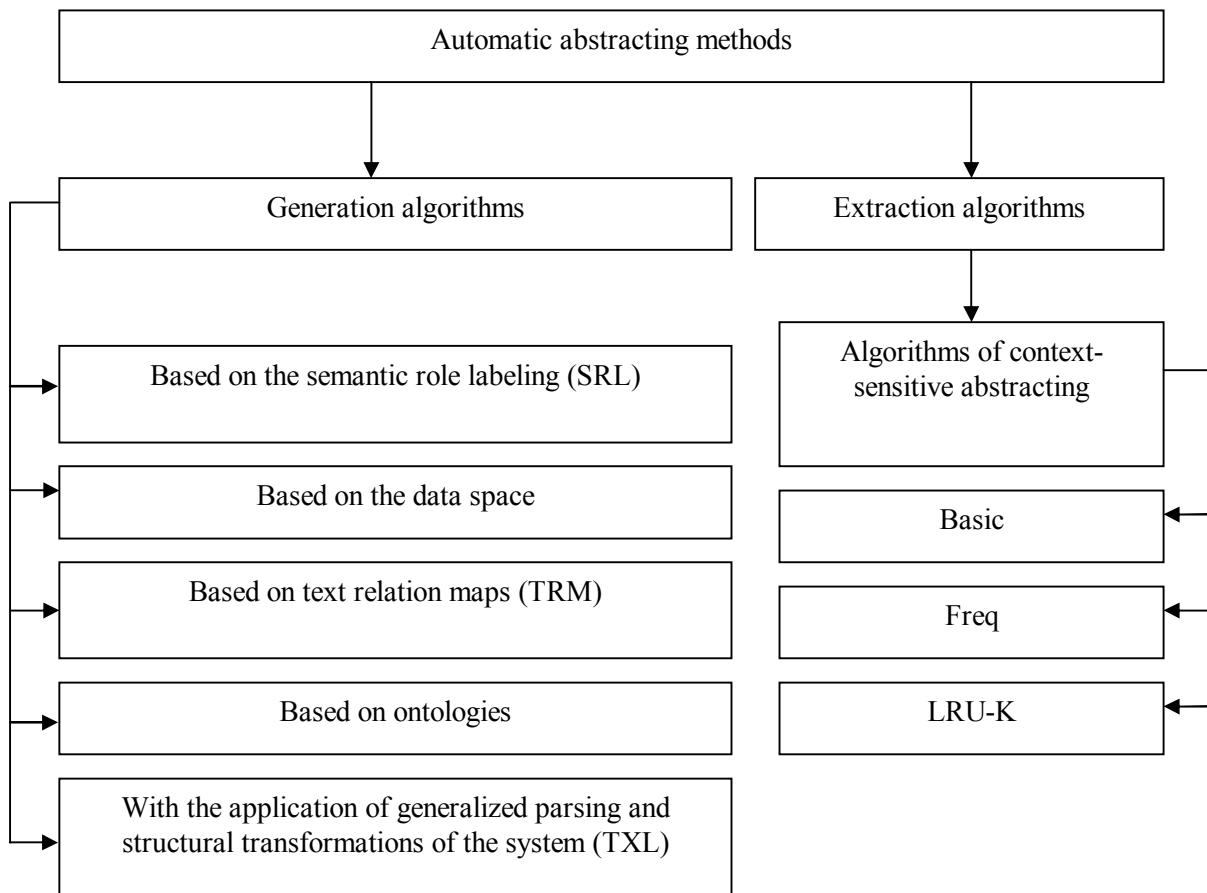 Automatic abstracting methods
Generation algorithms
Extraction algorithms
Based on the semantic role labeling (SRL)
Based on the data space
Based on text relation maps (TRM)
Based on ontologies
With the application of generalized parsing and
structural transformations of the system (TXL)
Algorithms of context-
sensitive abstracting
Basic
Freq
LRU-K